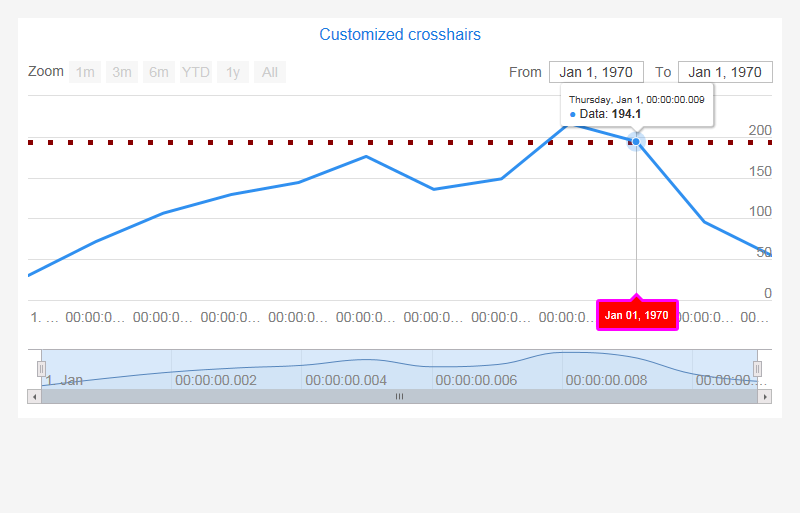 Customized crosshairs
Zoom 1m 3m 6m YTD 1y All From Jan 1, 1970 To Jan 1, 1970
Thursday, Jan 1, 00:00:00.009
● Data: 194.1
200
150
100
50
0
1. … 00:00:0… 00:00:0… 00:00:0… 00:00:0… 00:00:0… 00:00:0… 00:00:0… 00:00:0… 00:0… 00:0… 00:…
Jan 01, 1970
1. Jan 00:00:00.002 00:00:00.004 00:00:00.006 00:00:00.008 00:00:00.…